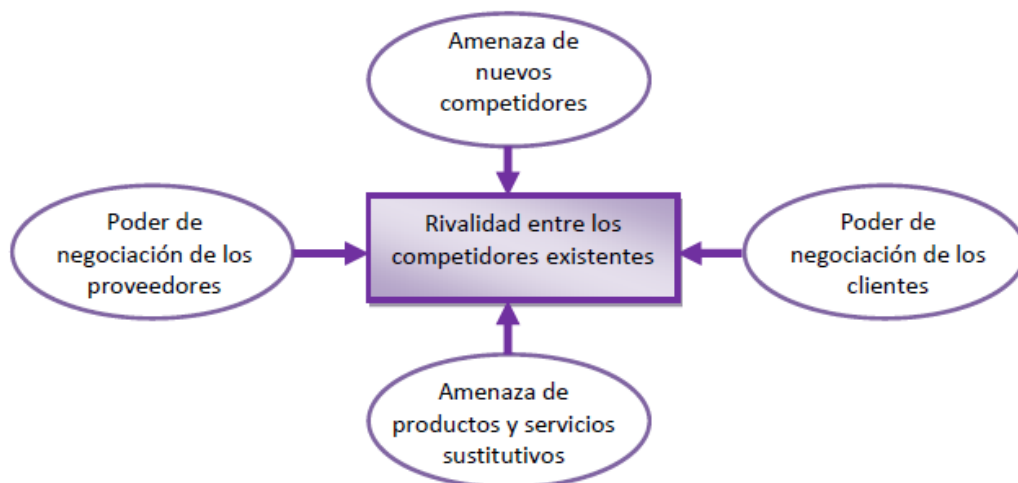 Amenaza de
nuevos
competidores
Poder de
negociación de los
proveedores
Rivalidad entre los
competidores existentes
Poder de
negociación de los
clientes
Amenaza de
productos y servicios
sustitutivos